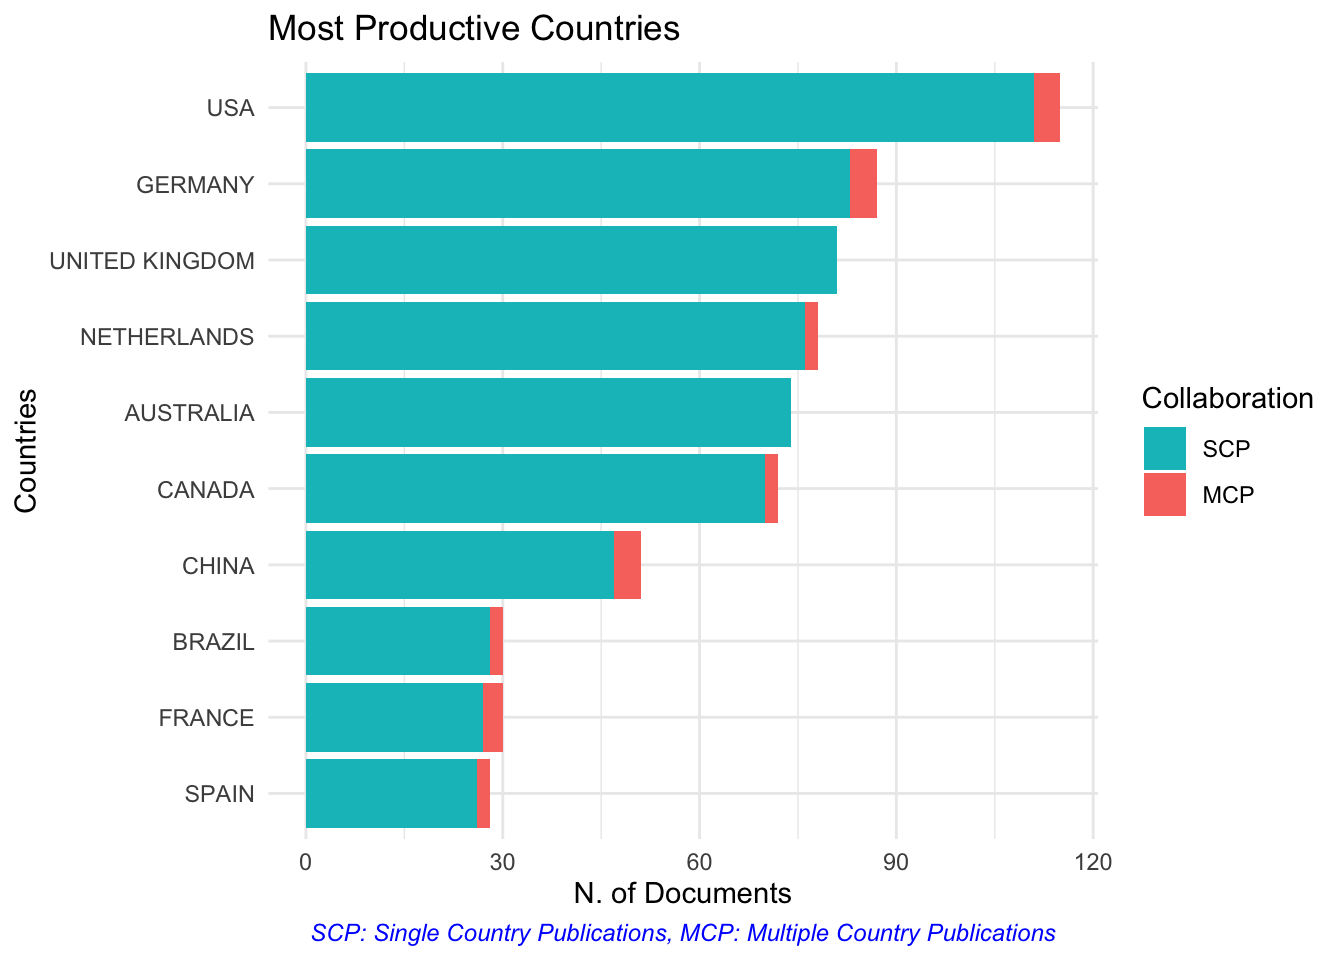 Most Productive Countries
USA
GERMANY
UNITED KINGDOM
NETHERLANDS
AUSTRALIA
CANADA
CHINA
BRAZIL
FRANCE
SPAIN
Countries
0 30 60 90 120
N. of Documents
SCP: Single Country Publications, MCP: Multiple Country Publications
Collaboration
SCP
MCP